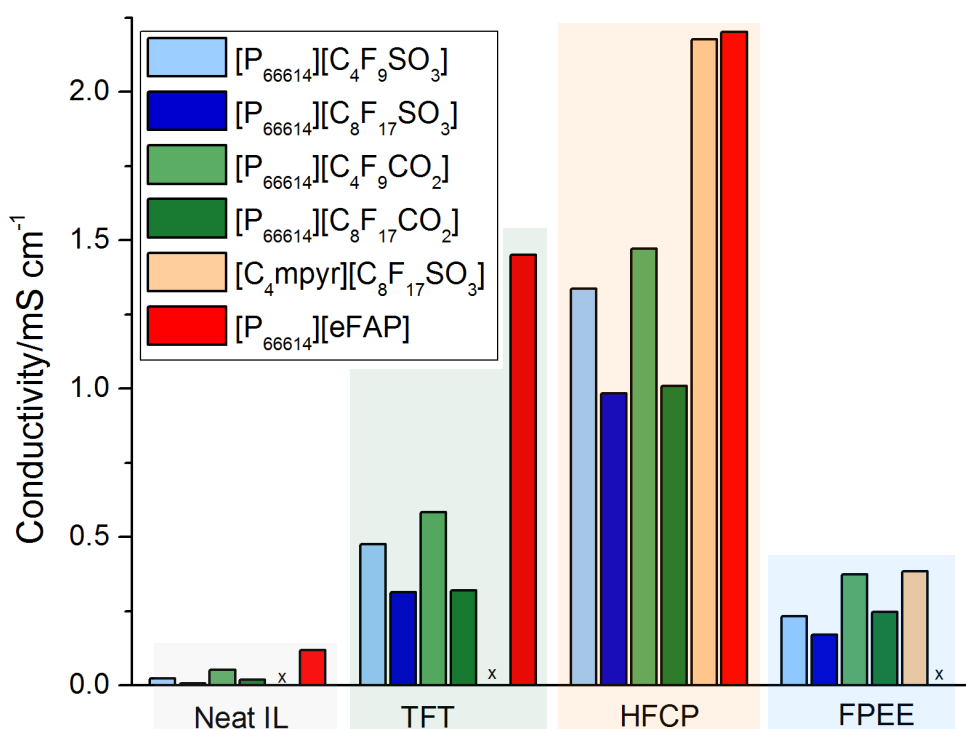 [P₆₆₆₁₄][C₄F₉SO₃]
[P₆₆₆₁₄][C₈F₁₇SO₃]
[P₆₆₆₁₄][C₄F₉CO₂]
[P₆₆₆₁₄][C₈F₁₇CO₂]
[C₄mpyr][C₈F₁₇SO₃]
[P₆₆₆₁₄][eFAP]
Conductivity/mS cm⁻¹
2.0
1.5
1.0
0.5
0.0
x
x
x
Neat IL
TFT
HFCP
FPEE